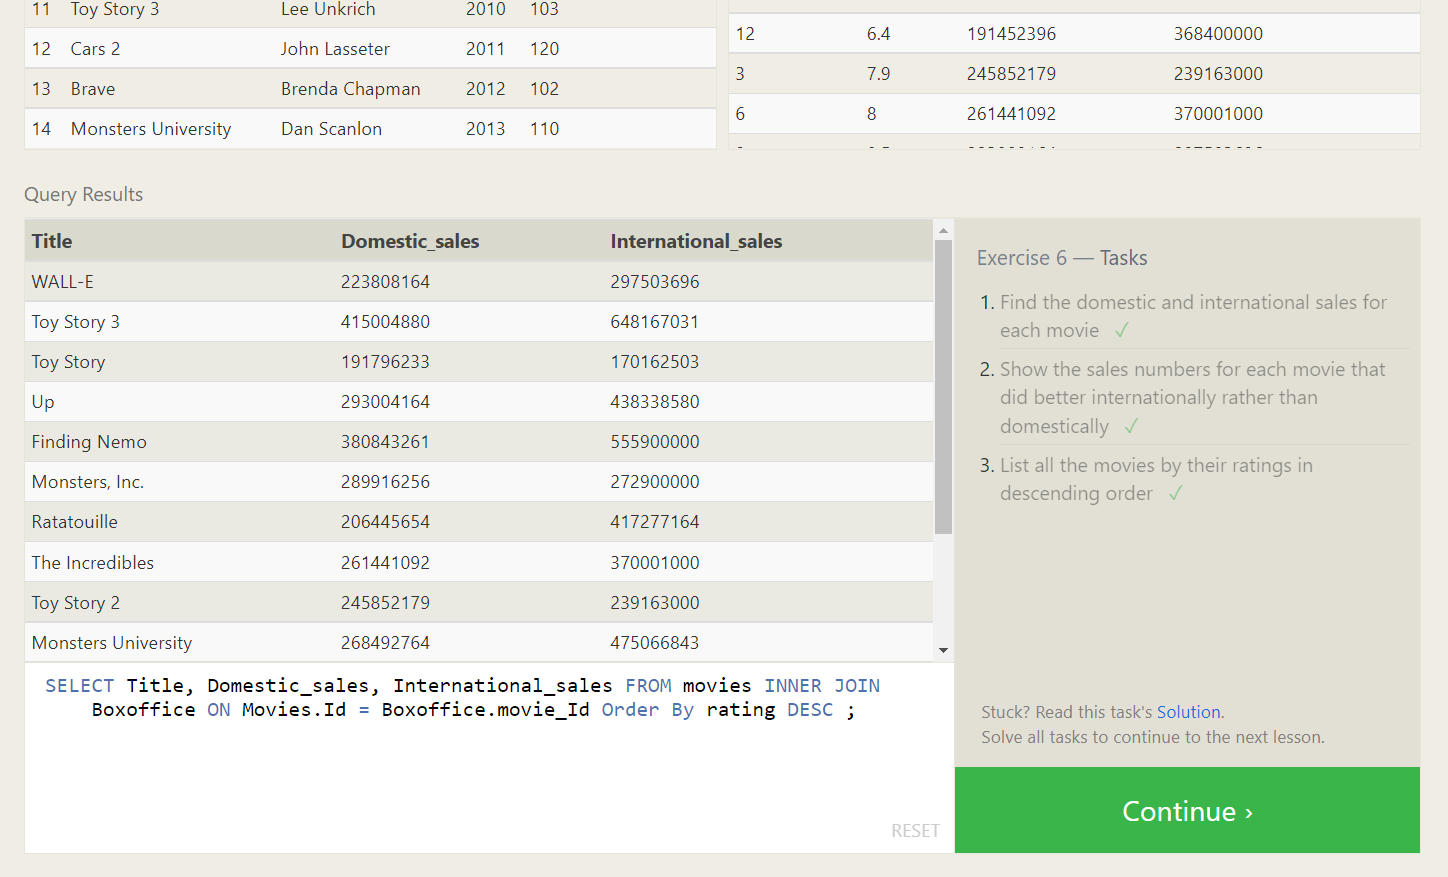 11 Toy Story 3 Lee Unkrich 2010 103
12 Cars 2 John Lasseter 2011 120
13 Brave Brenda Chapman 2012 102
14 Monsters University Dan Scanlon 2013 110
12 6.4 191452396 368400000
3 7.9 245852179 239163000
6 8 261441092 370001000
Query Results
Title Domestic_sales International_sales
WALL-E 223808164 297503696
Toy Story 3 415004880 648167031
Toy Story 191796233 170162503
Up 293004164 438338580
Finding Nemo 380843261 555900000
Monsters, Inc. 289916256 272900000
Ratatouille 206445654 417277164
The Incredibles 261441092 370001000
Toy Story 2 245852179 239163000
Monsters University 268492764 475066843
SELECT Title, Domestic_sales, International_sales FROM movies INNER JOIN
Boxoffice ON Movies.Id = Boxoffice.movie_Id Order By rating DESC ;
RESET
Exercise 6 — Tasks
1. Find the domestic and international sales for
each movie ✓
2. Show the sales numbers for each movie that
did better internationally rather than
domestically ✓
3. List all the movies by their ratings in
descending order ✓
Stuck? Read this task's Solution.
Solve all tasks to continue to the next lesson.
Continue ›